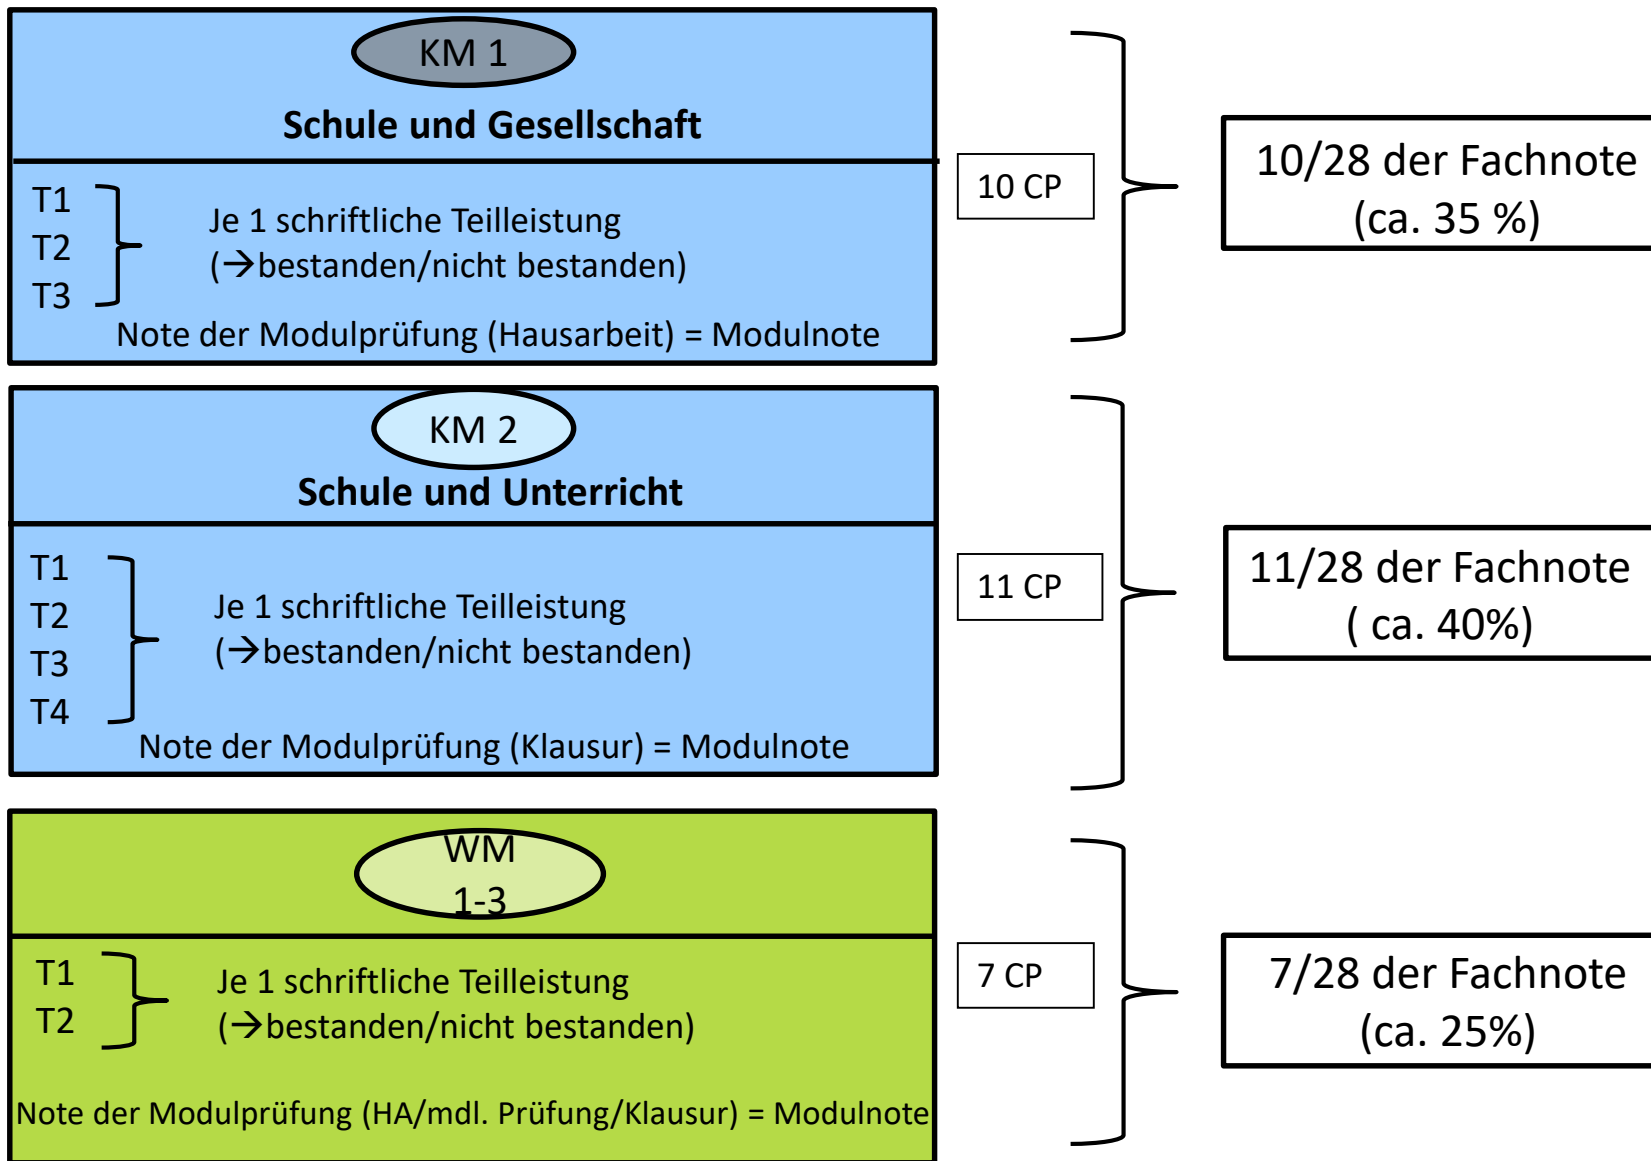 KM 1
Schule und Gesellschaft
T1
T2
T3
Je 1 schriftliche Teilleistung
(→bestanden/nicht bestanden)
Note der Modulprüfung (Hausarbeit) = Modulnote
10 CP
10/28 der Fachnote
(ca. 35 %)
KM 2
Schule und Unterricht
T1
T2
T3
T4
Je 1 schriftliche Teilleistung
(→bestanden/nicht bestanden)
Note der Modulprüfung (Klausur) = Modulnote
11 CP
11/28 der Fachnote
( ca. 40%)
WM
1-3
T1
T2
Je 1 schriftliche Teilleistung
(→bestanden/nicht bestanden)
Note der Modulprüfung (HA/mdl. Prüfung/Klausur) = Modulnote
7 CP
7/28 der Fachnote
(ca. 25%)